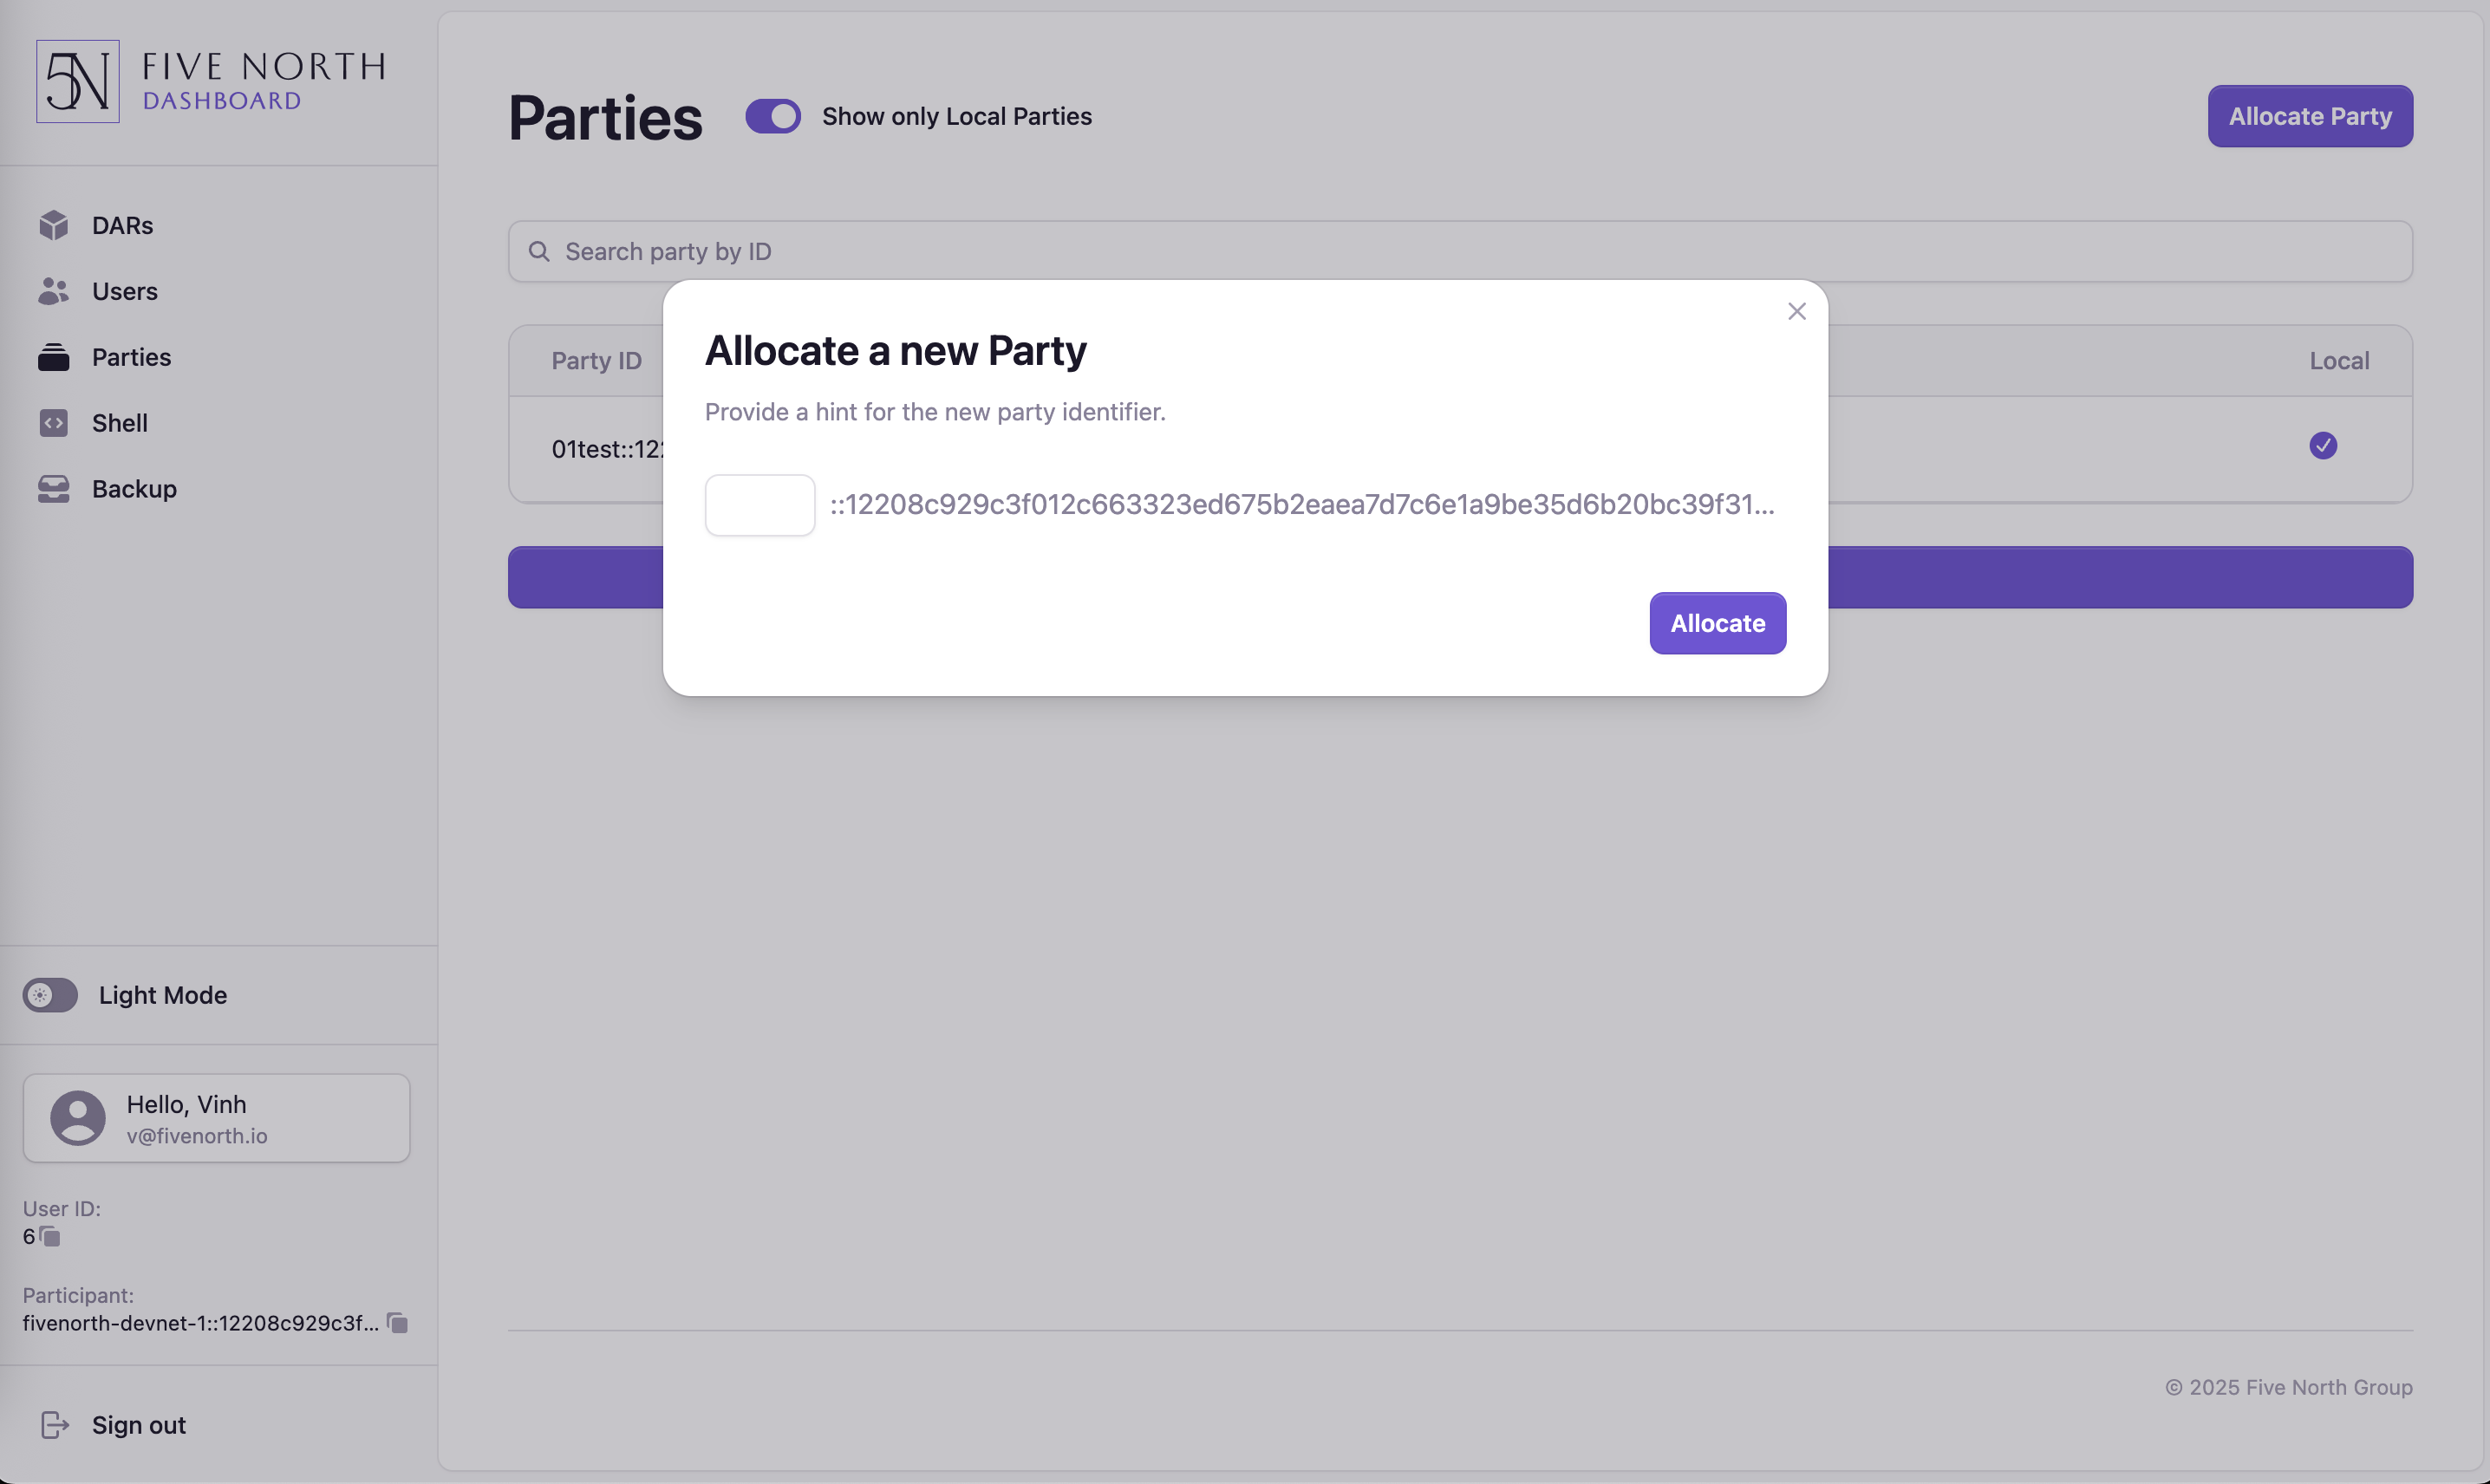 5N
FIVE NORTH
DASHBOARD
DARs
Users
Parties
Shell
Backup
Light Mode
Hello, Vinh
v@fivenorth.io
User ID:
6
Participant:
fivenorth-devnet-1::12208c929c3f...
Sign out
Parties
Show only Local Parties
Allocate Party
Search party by ID
Party ID
Local
01test::122
Allocate a new Party
Provide a hint for the new party identifier.
::12208c929c3f012c663323ed675b2eaea7d7c6e1a9be35d6b20bc39f31...
Allocate
© 2025 Five North Group